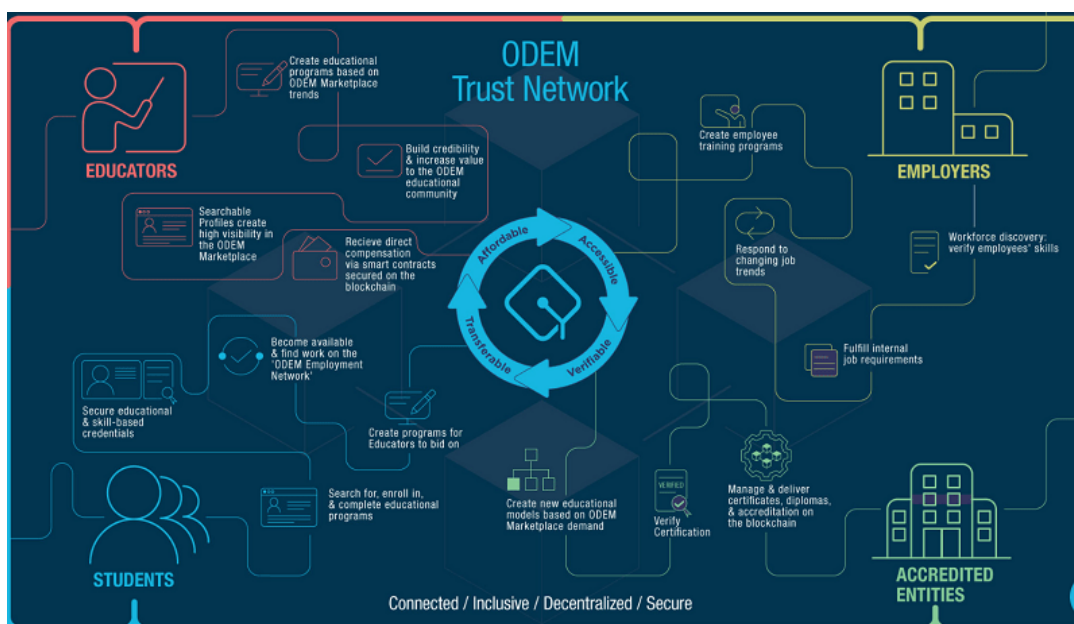 ODEM
Trust Network
EDUCATORS
Create educational
programs based on
ODEM Marketplace
trends
Build credibility
& increase value
to the ODEM
educational
community
Searchable
Profiles create
high visibility in
the ODEM
Marketplace
Recieve direct
compensation
via smart contracts
secured on the
blockchain
EMPLOYERS
Create employee
training programs
Respond to
changing job
trends
Workforce discovery:
verify employees' skills
Fulfill internal
job requirements
Affordable
Accessible
Verifiable
Transferable
Become available
& find work on the
'ODEM Employment
Network'
Secure educational
& skill-based
credentials
Create programs for
Educators to bid on
Search for, enroll in,
& complete educational
programs
STUDENTS
Create new educational
models based on ODEM
Marketplace demand
VERIFIED
Verify
Certification
Manage & deliver
certificates, diplomas,
& accreditation on
the blockchain
ACCREDITED
ENTITIES
Connected / Inclusive / Decentralized / Secure